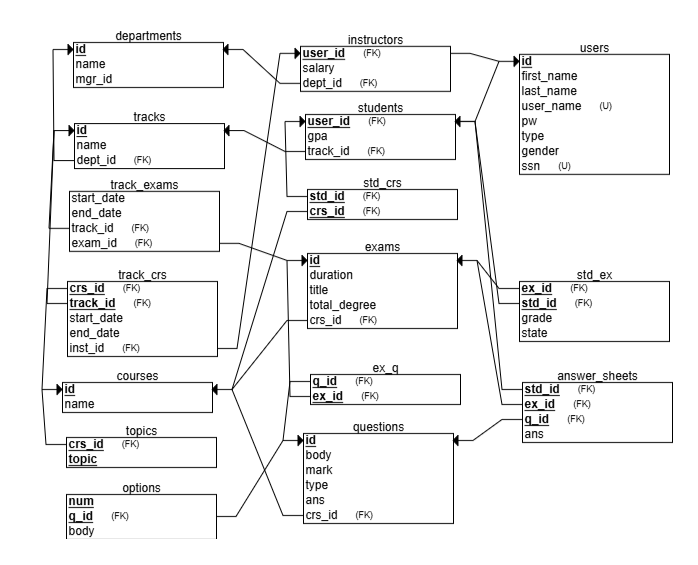 departments
id
name
mgr_id
tracks
id
name
dept_id (FK)
track_exams
start_date
end_date
track_id (FK)
exam_id (FK)
track_crs
crs_id (FK)
track_id (FK)
start_date
end_date
inst_id (FK)
courses
id
name
topics
crs_id (FK)
topic
options
num
q_id (FK)
body
instructors
user_id (FK)
salary
dept_id (FK)
students
user_id (FK)
gpa
track_id (FK)
std_crs
std_id (FK)
crs_id (FK)
exams
id
duration
title
total_degree
crs_id (FK)
ex_q
q_id (FK)
ex_id (FK)
questions
id
body
mark
type
ans
crs_id (FK)
users
id
first_name
last_name
user_name (U)
pw
type
gender
ssn (U)
std_ex
ex_id (FK)
std_id (FK)
grade
state
answer_sheets
std_id (FK)
ex_id (FK)
q_id (FK)
ans